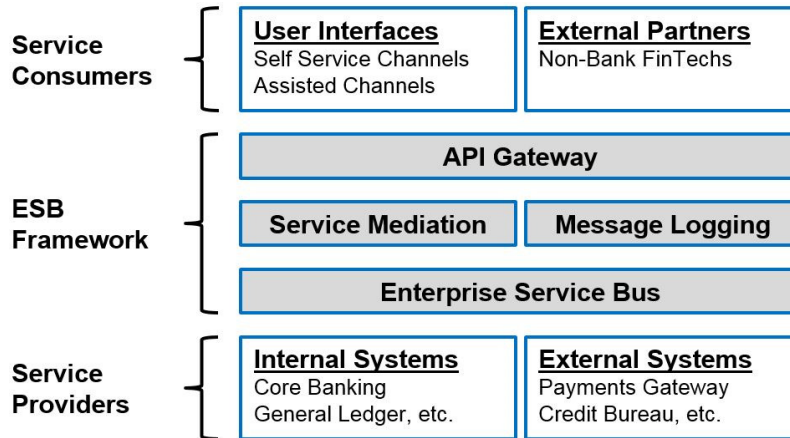 Service
Consumers
User Interfaces
Self Service Channels
Assisted Channels
External Partners
Non-Bank FinTechs
ESB
Framework
API Gateway
Service Mediation
Message Logging
Enterprise Service Bus
Service
Providers
Internal Systems
Core Banking
General Ledger, etc.
External Systems
Payments Gateway
Credit Bureau, etc.